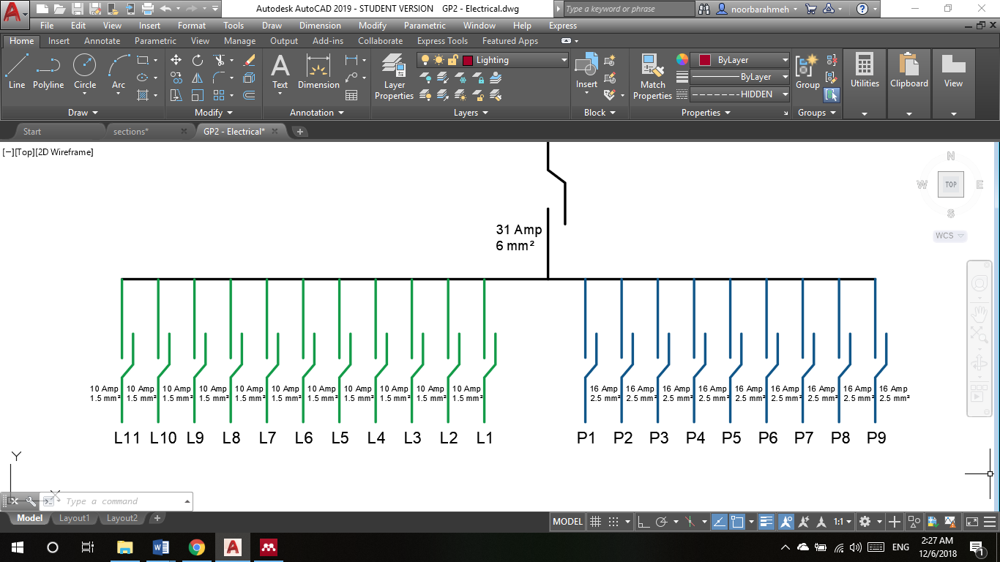 Autodesk AutoCAD 2019 - STUDENT VERSION GP2 - Electrical.dwg
Type a keyword or phrase
noorbarahmeh
File Edit View Insert Format Tools Draw Dimension Modify Parametric Window Help Express
Home Insert Annotate Parametric View Manage Output Add-ins Collaborate Express Tools Featured Apps
Line Polyline Circle Arc
Text Dimension
Layer Properties
Lighting
Insert
Match Properties
ByLayer
ByLayer
HIDDEN
Group
Utilities
Clipboard
View
Draw Modify Annotation Layers Block Properties Groups
Start sections* GP2 - Electrical*
[−][Top][2D Wireframe]
N
W TOP E
S
WCS
31 Amp
6 mm²
10 Amp 10 Amp 10 Amp 10 Amp 10 Amp 10 Amp 10 Amp 10 Amp 10 Amp 10 Amp 10 Amp 16 Amp 16 Amp 16 Amp 16 Amp 16 Amp 16 Amp 16 Amp 16 Amp 16 Amp
1.5 mm² 1.5 mm² 1.5 mm² 1.5 mm² 1.5 mm² 1.5 mm² 1.5 mm² 1.5 mm² 1.5 mm² 1.5 mm² 1.5 mm² 2.5 mm² 2.5 mm² 2.5 mm² 2.5 mm² 2.5 mm² 2.5 mm² 2.5 mm² 2.5 mm² 2.5 mm²
L11 L10 L9 L8 L7 L6 L5 L4 L3 L2 L1 P1 P2 P3 P4 P5 P6 P7 P8 P9
Y
X
Type a command
Model Layout1 Layout2
MODEL
1:1
ENG
2:27 AM
12/6/2018
1